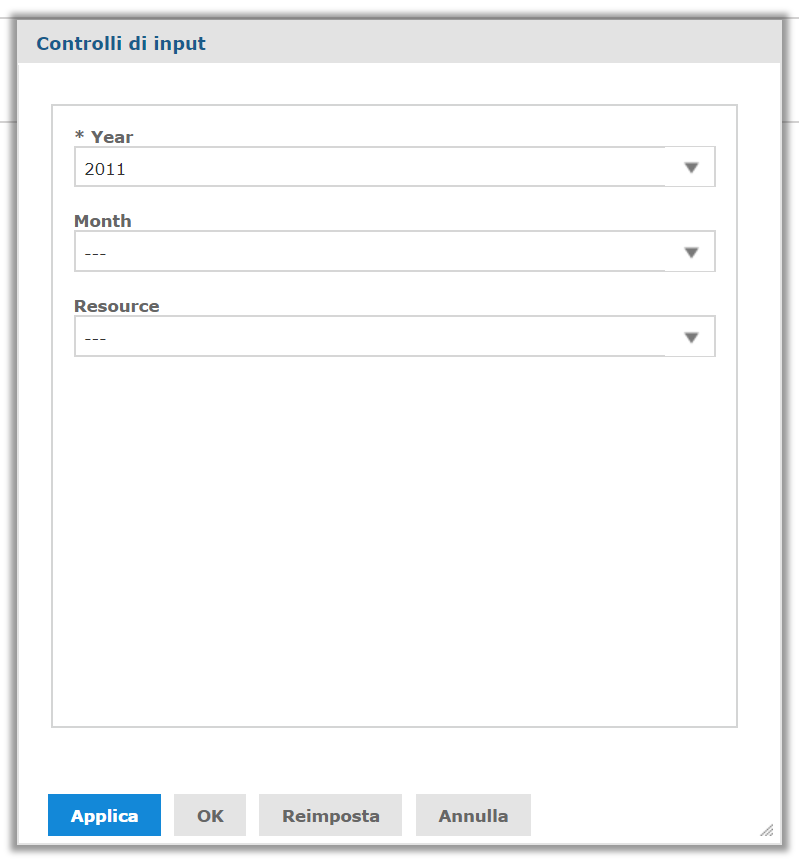 Controlli di input
* Year
2011
Month
---
Resource
---
Applica OK Reimposta Annulla